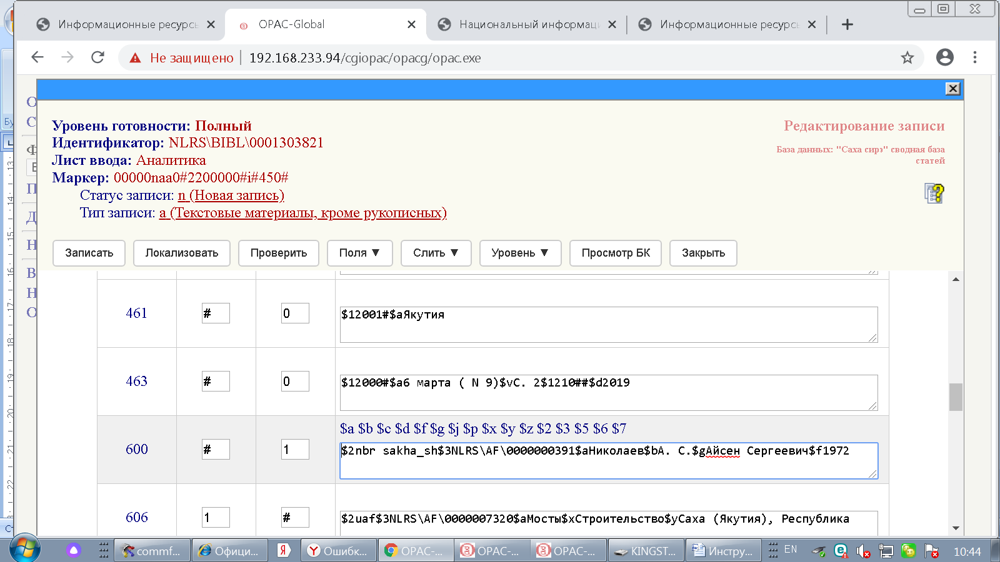 Информационные ресурсы
OPAC-Global
Национальный информаци
Информационные ресурсы
Не защищено
192.168.233.94/cgiopac/opacg/opac.exe
Уровень готовности: Полный
Редактирование записи
Идентификатор: NLRS\BIBL\0001303821
База данных: "Саха сирэ" сводная база
статей
Лист ввода: Аналитика
Маркер: 00000naa0#2200000#i#450#
Статус записи: n (Новая запись)
Тип записи: a (Текстовые материалы, кроме рукописных)
Записать
Локализовать
Проверить
Поля ▼
Слить ▼
Уровень ▼
Просмотр БК
Закрыть
461 # 0 $12001#$aЯкутия
463 # 0 $12000#$a6 марта ( N 9)$vС. 2$1210##$d2019
$a $b $c $d $f $g $j $p $x $y $z $2 $3 $5 $6 $7
600 # 1 $2nbr sakha_sh$3NLRS\AF\0000000391$aНиколаев$bА. С.$gАйсен Сергеевич$f1972
606 1 # $2uaf$3NLRS\AF\0000007320$aМосты$xСтроительство$yСаха (Якутия), Республика
commf...
Офици...
Я
Ошибк...
OPAC-...
OPAC-...
OPAC-...
KINGST...
Инстру...
EN
10:44